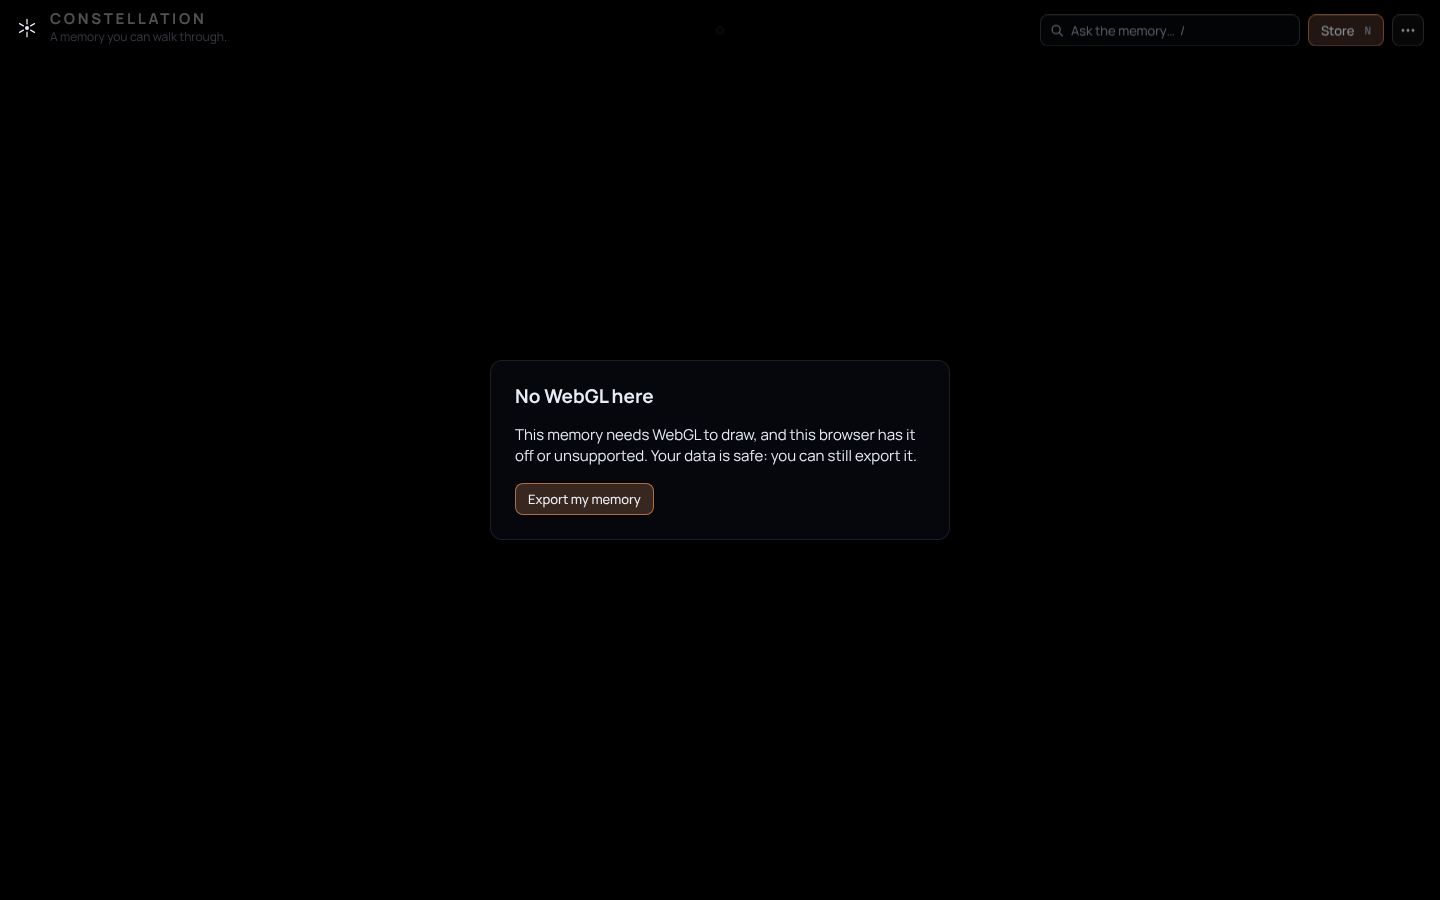 CONSTELLATION
A memory you can walk through.
Ask the memory… /
Store N
No WebGL here
This memory needs WebGL to draw, and this browser has it
off or unsupported. Your data is safe: you can still export it.
Export my memory